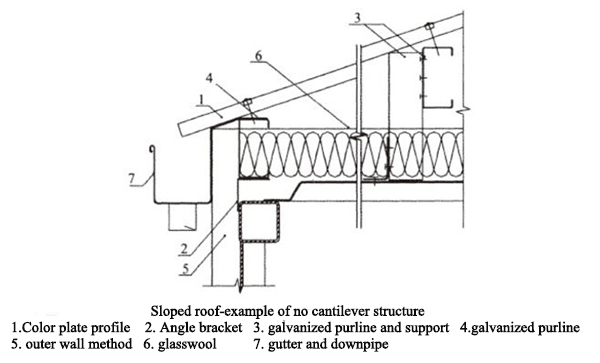 3
6
4
1
7
2
5
Sloped roof-example of no cantilever structure
1.Color plate profile 2. Angle bracket 3. galvanized purline and support 4.galvanized purline
5. outer wall method 6. glasswool 7. gutter and downpipe